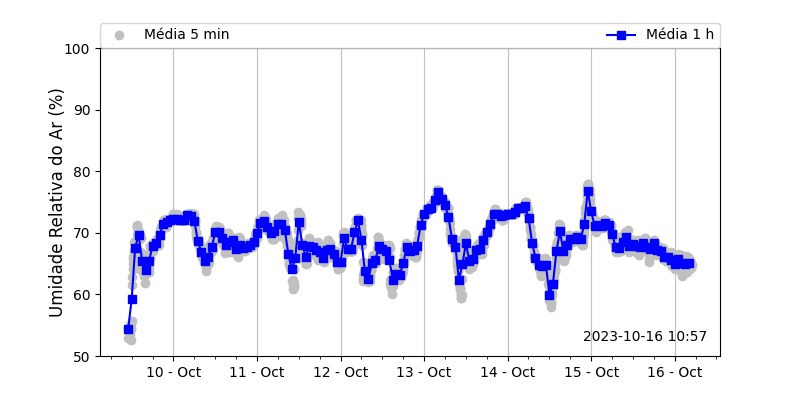 Média 5 min
Média 1 h
Umidade Relativa do Ar (%)
100
90
80
70
60
50
2023-10-16 10:57
10 - Oct
11 - Oct
12 - Oct
13 - Oct
14 - Oct
15 - Oct
16 - Oct